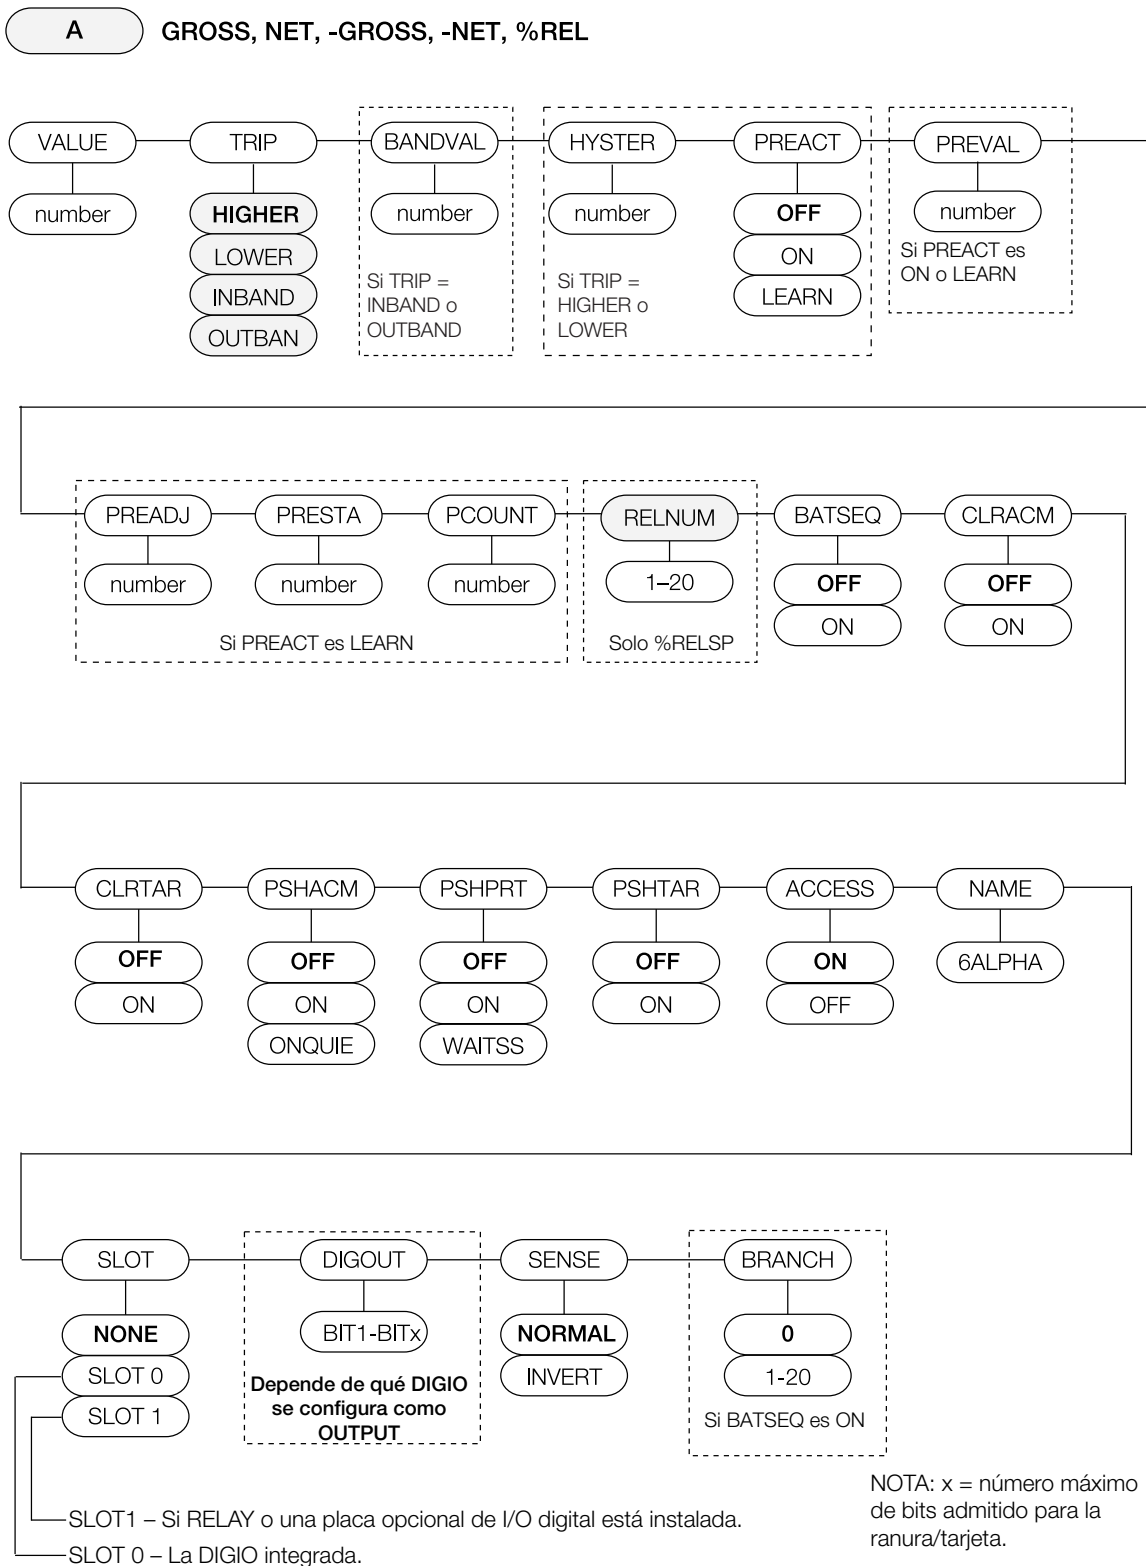 A GROSS, NET, -GROSS, -NET, %REL
VALUE TRIP BANDVAL HYSTER PREACT PREVAL
number HIGHER number number OFF number
LOWER ON
INBAND LEARN
OUTBAN
Si TRIP =
INBAND o
OUTBAND
Si TRIP =
HIGHER o
LOWER
Si PREACT es
ON o LEARN
PREADJ PRESTA PCOUNT RELNUM BATSEQ CLRACM
number number number 1–20 OFF OFF
ON ON
Si PREACT es LEARN Solo %RELSP
CLRTAR PSHACM PSHPRT PSHTAR ACCESS NAME
OFF OFF OFF OFF ON 6ALPHA
ON ON ON ON OFF
ONQUIE WAITSS
SLOT DIGOUT SENSE BRANCH
NONE BIT1-BITx NORMAL 0
SLOT 0 INVERT 1-20
SLOT 1
Depende de qué DIGIO
se configura como
OUTPUT
Si BATSEQ es ON
NOTA: x = número máximo
de bits admitido para la
ranura/tarjeta.
SLOT1 – Si RELAY o una placa opcional de I/O digital está instalada.
SLOT 0 – La DIGIO integrada.